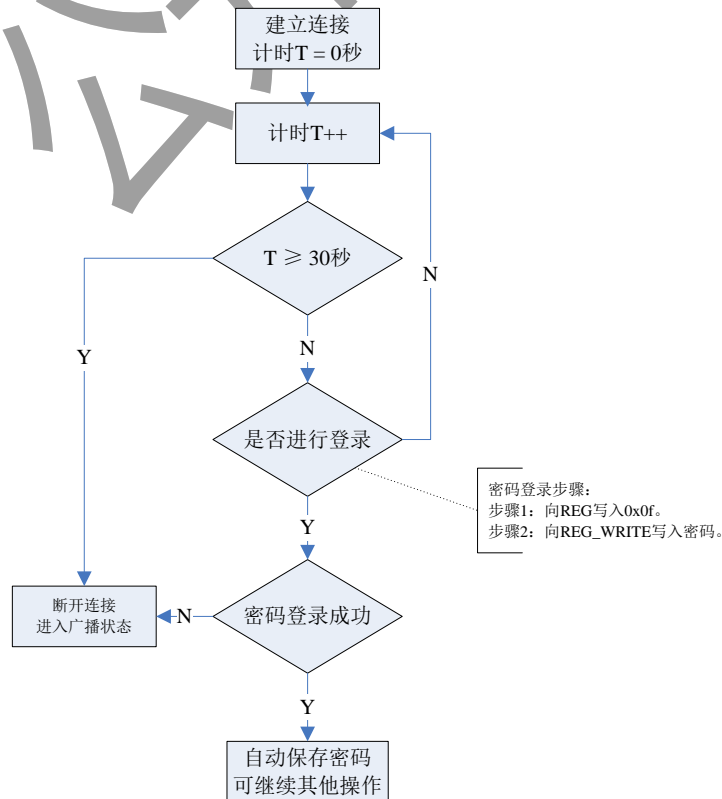 建立连接
计时T = 0秒
计时T++
T ≥ 30秒
N
Y
N
是否进行登录
密码登录步骤：
步骤1：向REG写入0x0f。
步骤2：向REG_WRITE写入密码。
Y
断开连接
进入广播状态
N
密码登录成功
Y
自动保存密码
可继续其他操作